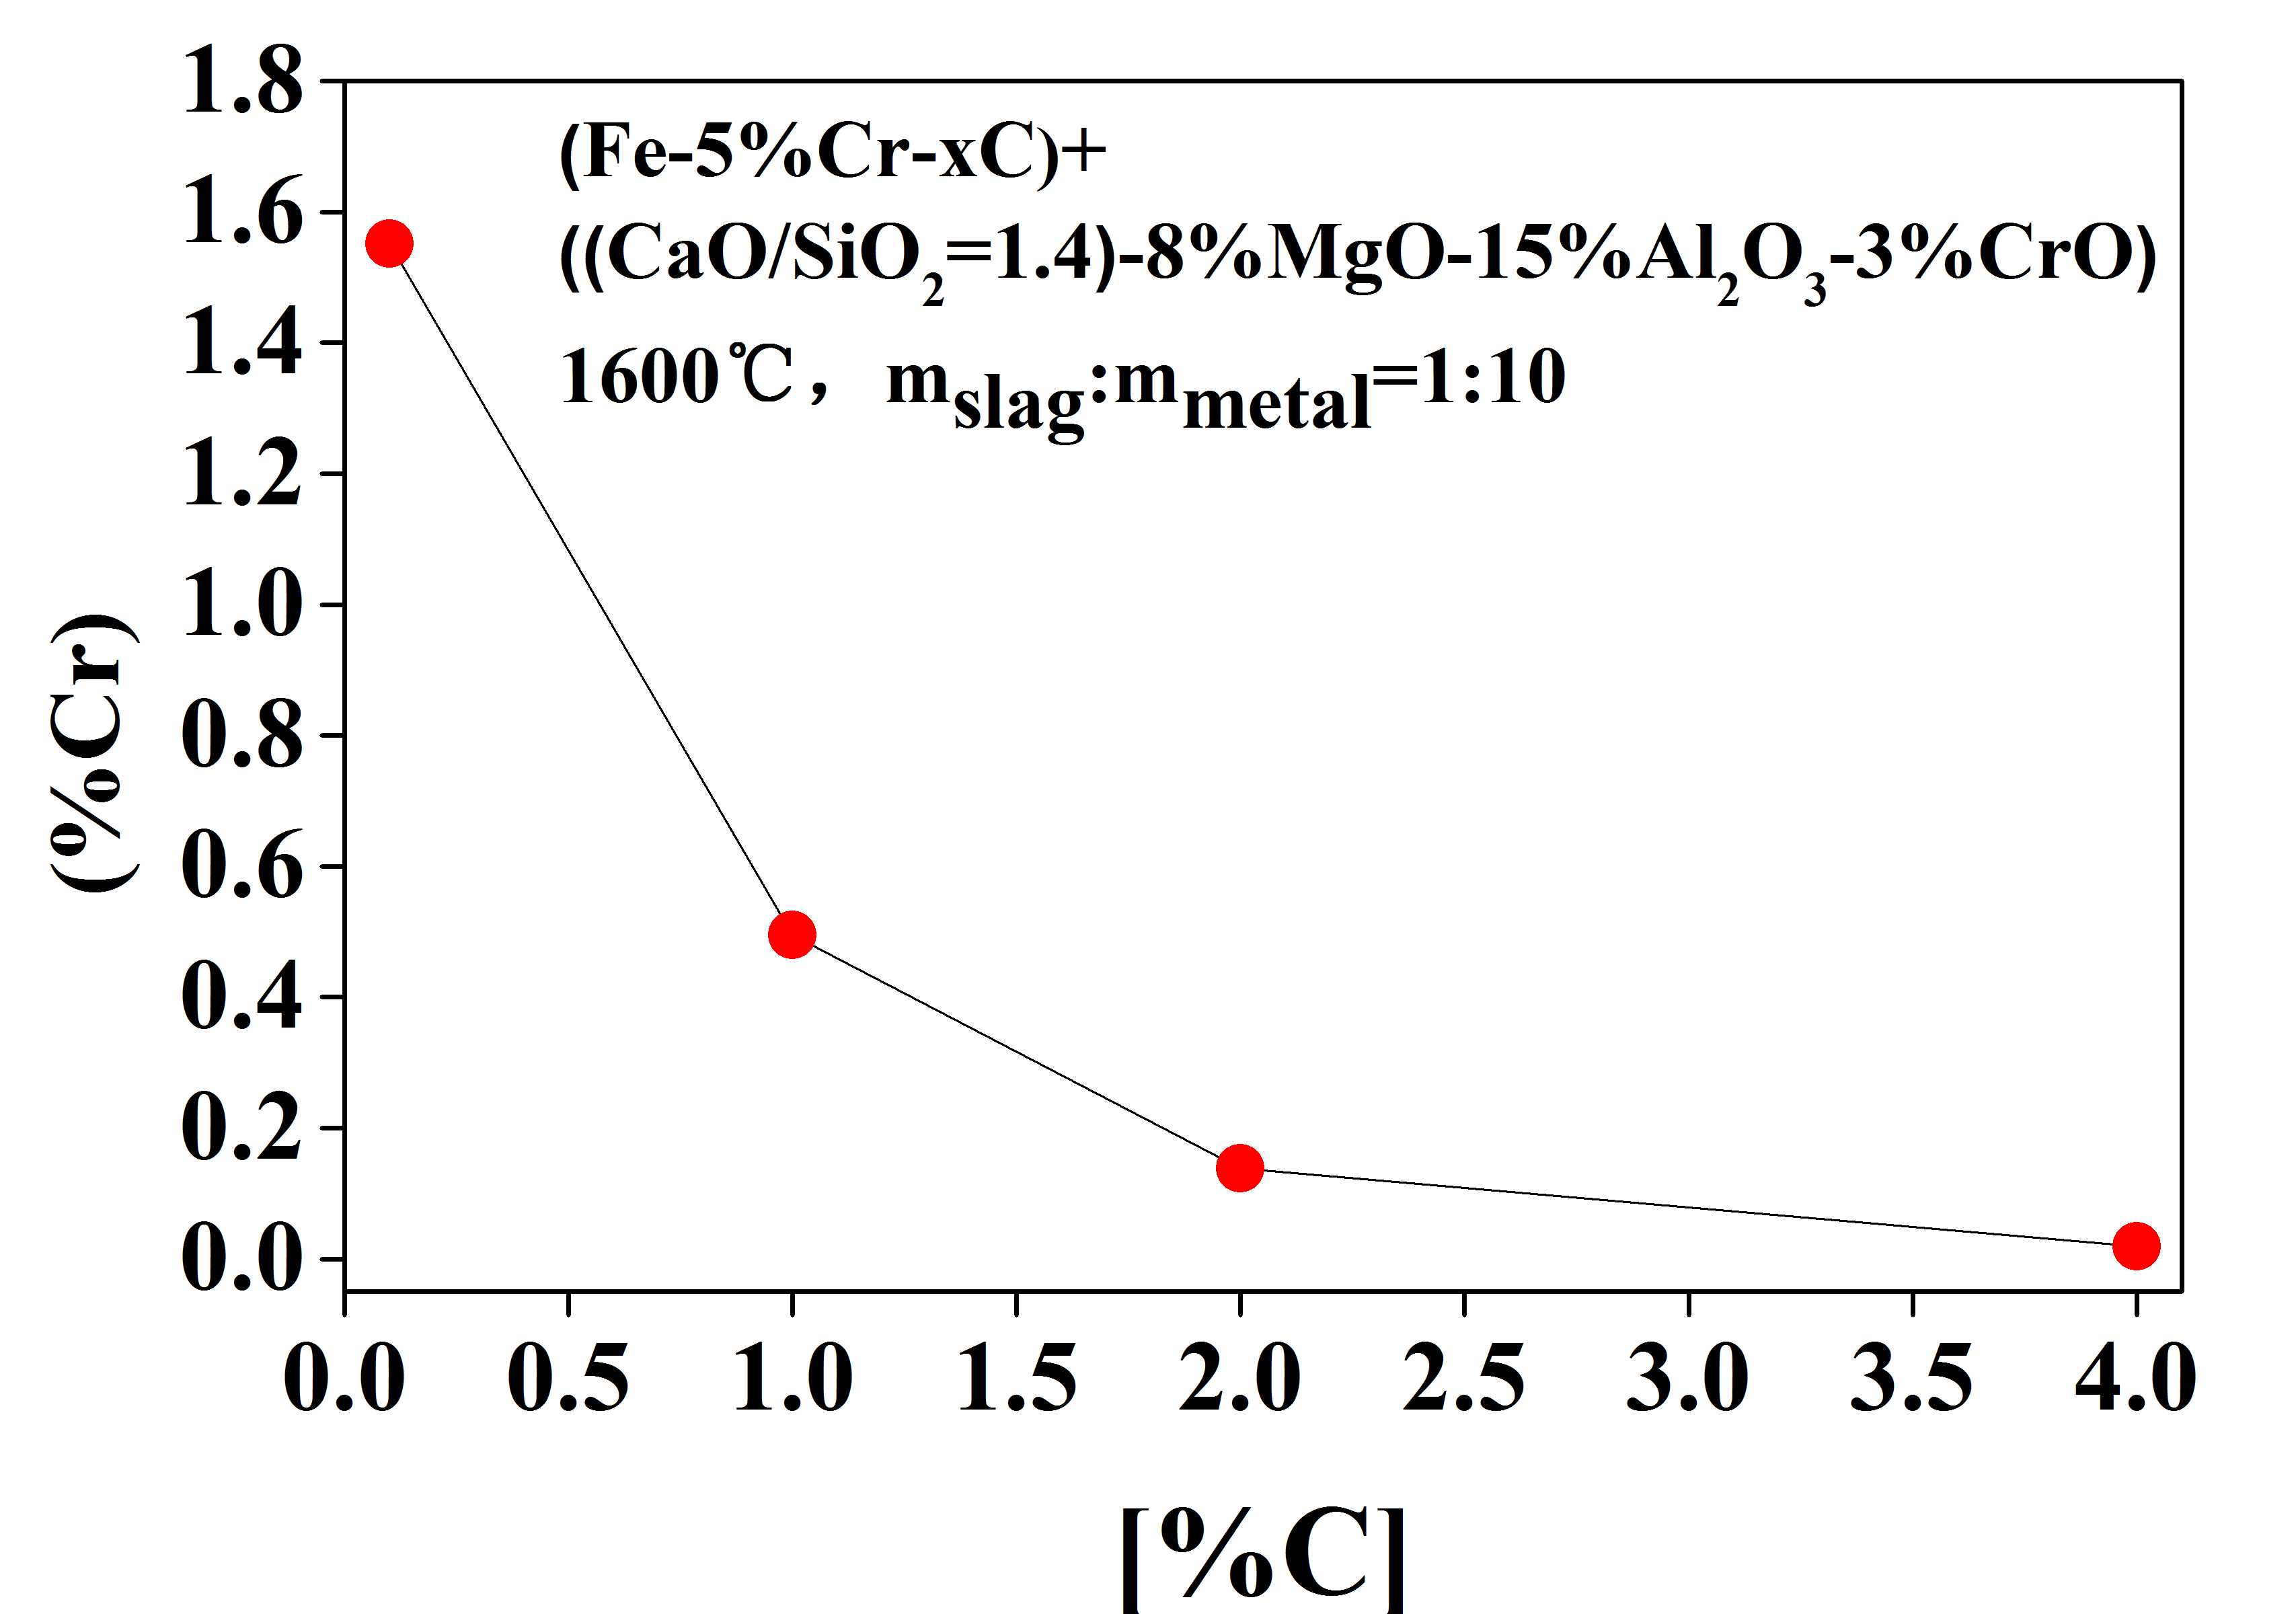 1.8
1.6
1.4
1.2
1.0
0.8
0.6
0.4
0.2
0.0
(%Cr)
(Fe-5%Cr-xC)+
((CaO/SiO₂=1.4)-8%MgO-15%Al₂O₃-3%CrO)
1600℃，m_slag:m_metal=1:10
0.0 0.5 1.0 1.5 2.0 2.5 3.0 3.5 4.0
[%C]